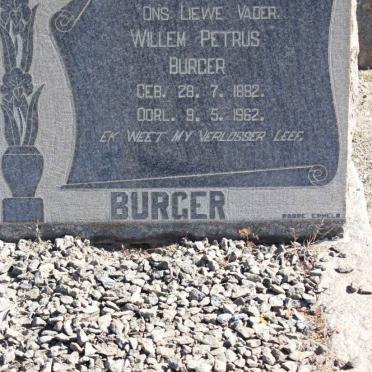 ONS LIEWE VADER
WILLEM PETRUS
BURGER
GEB. 28. 7. 1882.
OORL. 9. 5. 1962.
EK WEET MY VERLOSSER LEEF.
BURGER
ERMELO